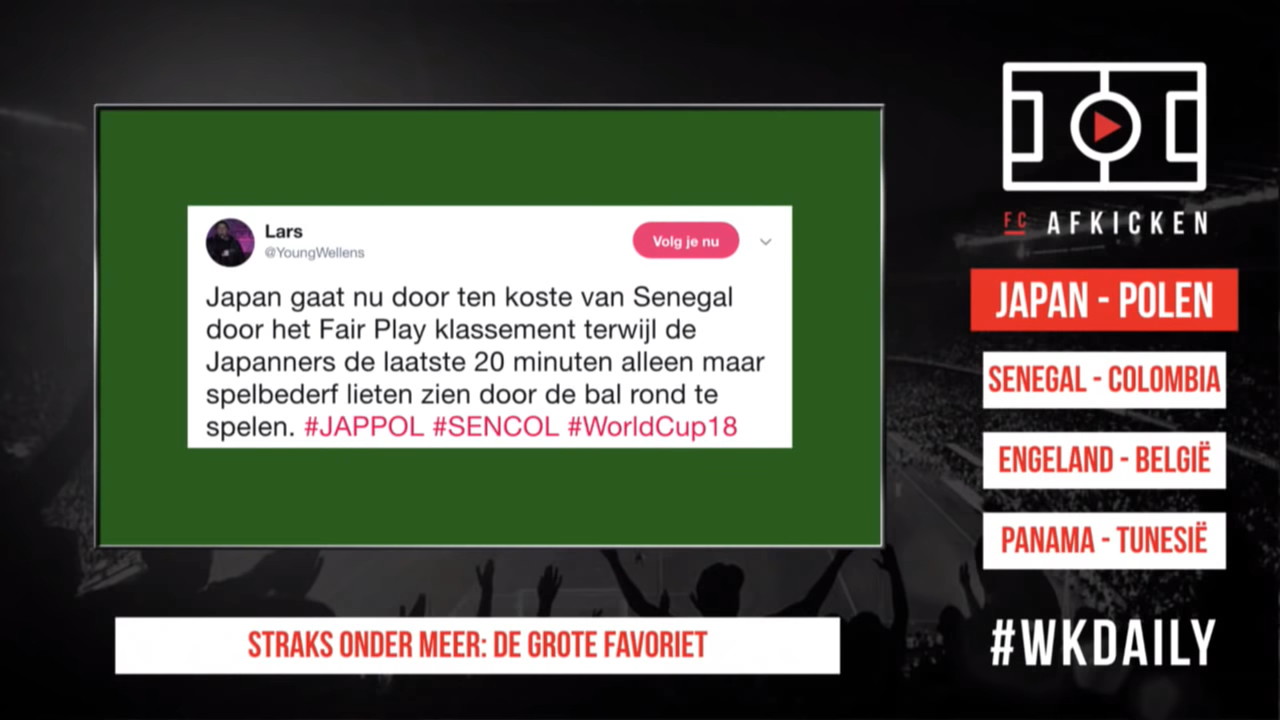 Lars
@YoungWellens
Volg je nu
Japan gaat nu door ten koste van Senegal
door het Fair Play klassement terwijl de
Japanners de laatste 20 minuten alleen maar
spelbederf lieten zien door de bal rond te
spelen. #JAPPOL #SENCOL #WorldCup18
STRAKS ONDER MEER: DE GROTE FAVORIET
FC AFKICKEN
JAPAN - POLEN
SENEGAL - COLOMBIA
ENGELAND - BELGIË
PANAMA - TUNESIË
#WKDAILY